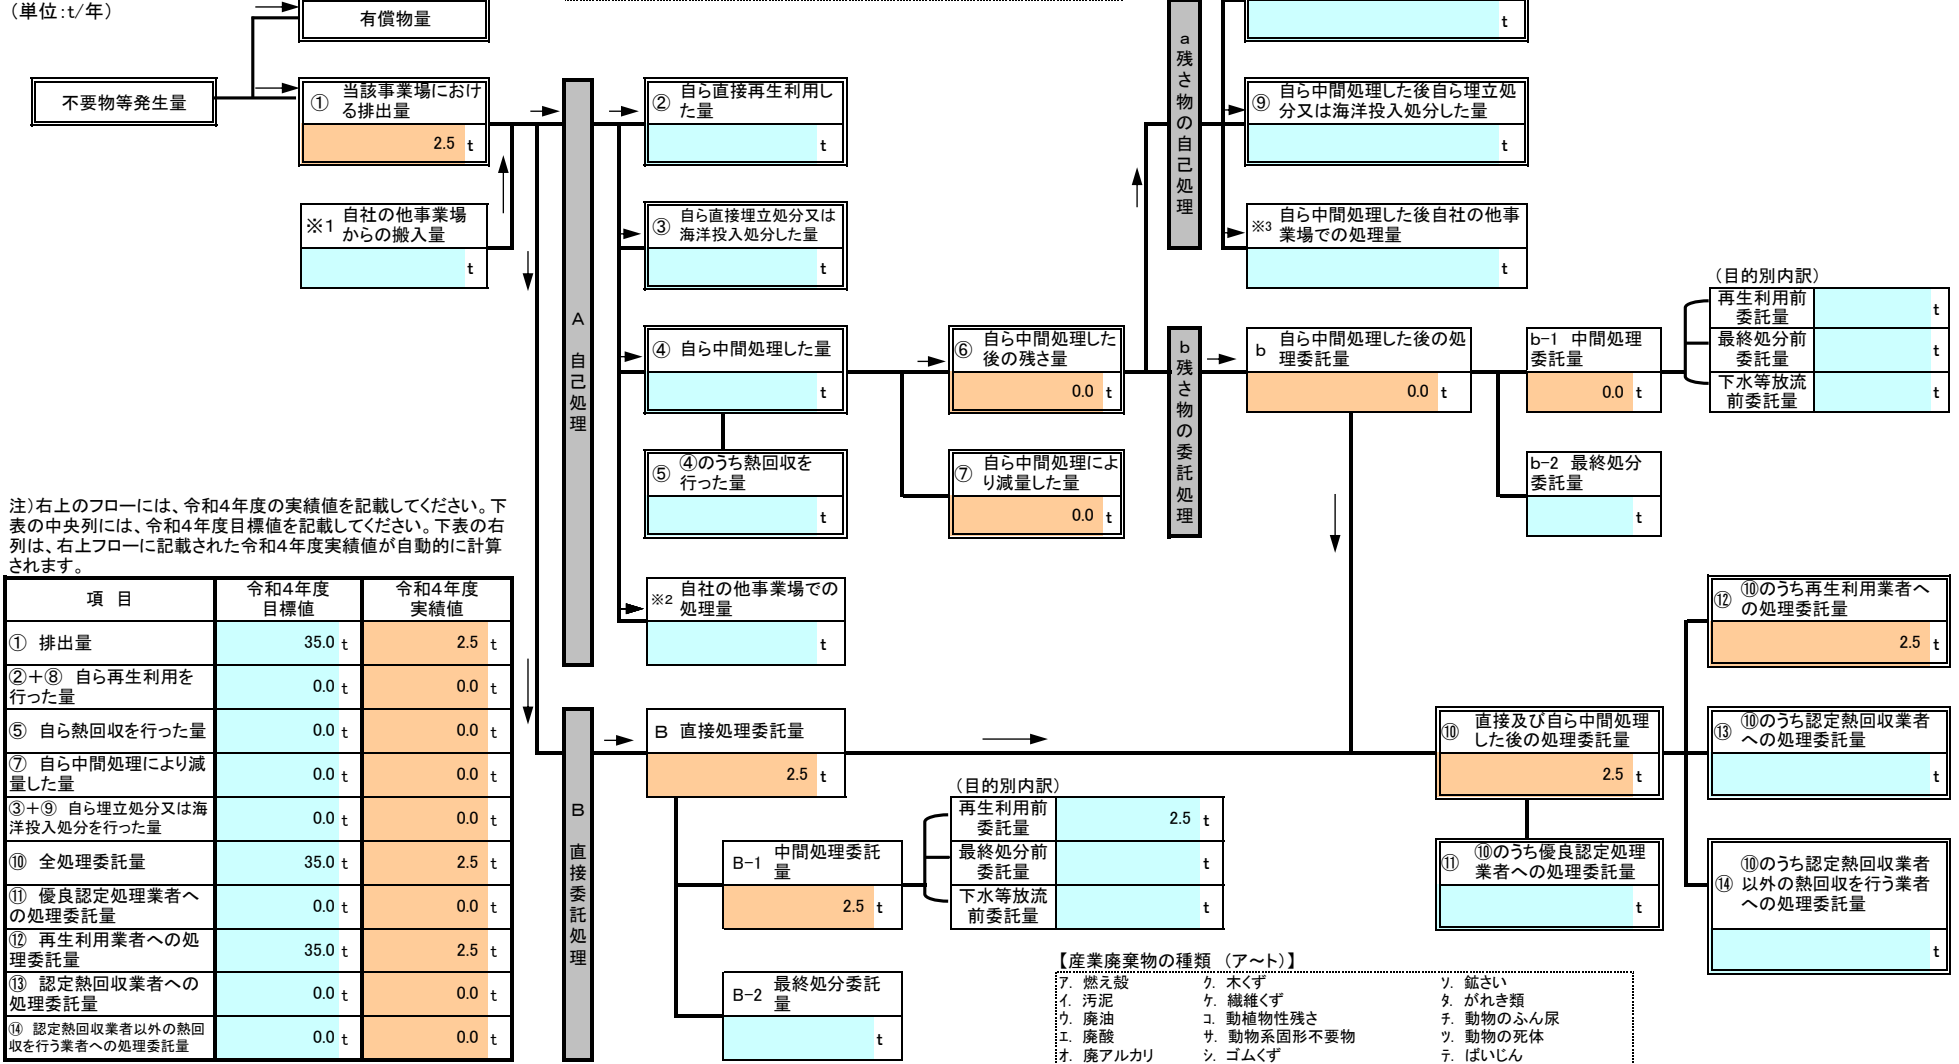 （単位:t/年）
有償物量
t
不要物等発生量
① 当該事業場におけ
る排出量
2.5 t
② 自ら直接再生利用し
た量
t
⑨ 自ら中間処理した後自ら埋立処
分又は海洋投入処分した量
t
a
残
さ
物
の
自
己
処
理
※1 自社の他事業場
からの搬入量
t
③ 自ら直接埋立処分又は
海洋投入処分した量
t
※3 自ら中間処理した後自社の他事
業場での処理量
t
A
自
己
処
理
④ 自ら中間処理した量
t
⑥ 自ら中間処理した
後の残さ量
0.0 t
b
残
さ
物
の
委
託
処
理
b 自ら中間処理した後の処
理委託量
0.0 t
b-1 中間処理
委託量
0.0 t
（目的別内訳）
再生利用前
委託量
t
最終処分前
委託量
t
下水等放流
前委託量
t
⑤ ④のうち熱回収を
行った量
t
⑦ 自ら中間処理によ
り減量した量
0.0 t
b-2 最終処分
委託量
t
※2 自社の他事業場での
処理量
t
注）右上のフローには、令和4年度の実績値を記載してください。下
表の中央列には、令和4年度目標値を記載してください。下表の右
列は、右上フローに記載された令和4年度実績値が自動的に計算
されます。
項 目
令和4年度
目標値
令和4年度
実績値
① 排出量 35.0 t 2.5 t
②＋⑧ 自ら再生利用を
行った量
0.0 t 0.0 t
⑤ 自ら熱回収を行った量 0.0 t 0.0 t
⑦ 自ら中間処理により減
量した量
0.0 t 0.0 t
③＋⑨ 自ら埋立処分又は海
洋投入処分を行った量
0.0 t 0.0 t
⑩ 全処理委託量 35.0 t 2.5 t
⑪ 優良認定処理業者へ
の処理委託量
0.0 t 0.0 t
⑫ 再生利用業者への処
理委託量
35.0 t 2.5 t
⑬ 認定熱回収業者への
処理委託量
0.0 t 0.0 t
⑭ 認定熱回収業者以外の熱回
収を行う業者への処理委託量
0.0 t 0.0 t
B
直
接
委
託
処
理
B 直接処理委託量
2.5 t
B-1 中間処理委託
量
2.5 t
（目的別内訳）
再生利用前
委託量
2.5 t
最終処分前
委託量
t
下水等放流
前委託量
t
B-2 最終処分委託
量
t
⑩ 直接及び自ら中間処理
した後の処理委託量
2.5 t
⑪ ⑩のうち優良認定処理
業者への処理委託量
t
⑫ ⑩のうち再生利用業者へ
の処理委託量
2.5 t
⑬ ⑩のうち認定熱回収業者
への処理委託量
t
⑭ ⑩のうち認定熱回収業者
以外の熱回収を行う業者
への処理委託量
t
【産業廃棄物の種類 （ア～ト）】
ア. 燃え殻 ク. 木くず ソ. 鉱さい
イ. 汚泥 ケ. 繊維くず タ. がれき類
ウ. 廃油 コ. 動植物性残さ チ. 動物のふん尿
エ. 廃酸 サ. 動物系固形不要物 ツ. 動物の死体
オ. 廃アルカリ シ. ゴムくず テ. ばいじん